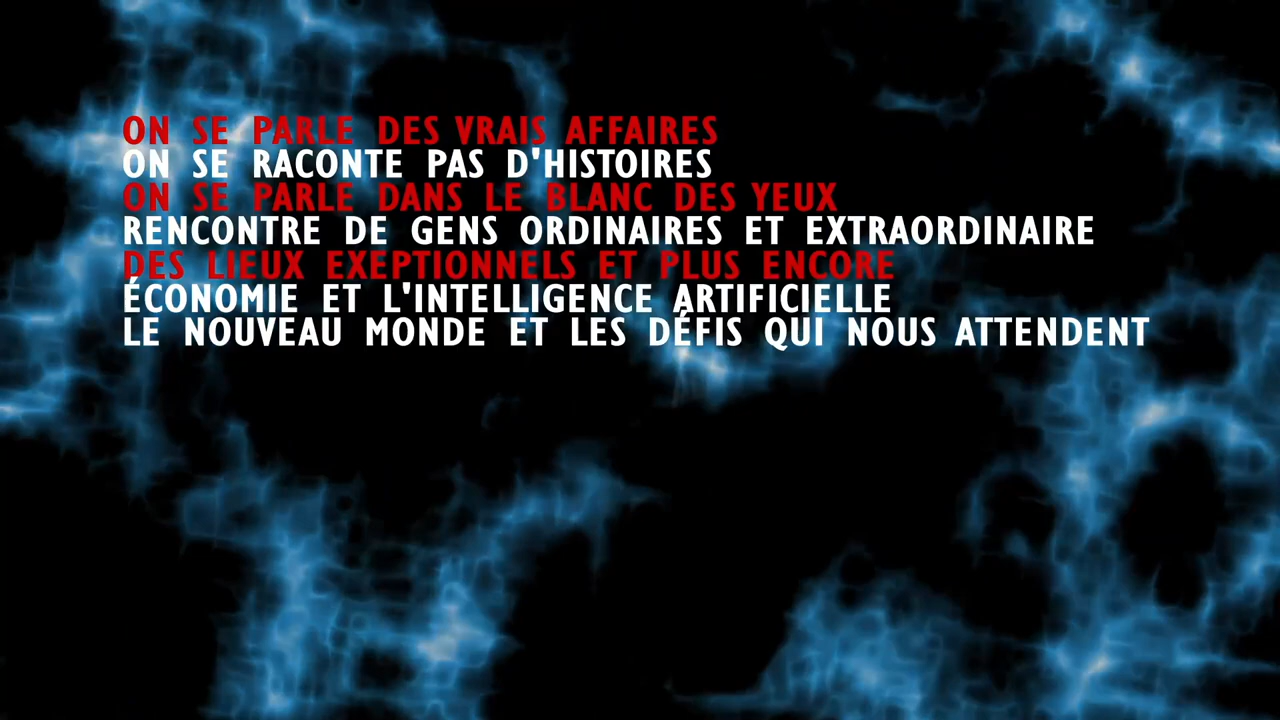 ON SE PARLE DES VRAIS AFFAIRES
ON SE RACONTE PAS D'HISTOIRES
ON SE PARLE DANS LE BLANC DES YEUX
RENCONTRE DE GENS ORDINAIRES ET EXTRAORDINAIRE
DES LIEUX EXEPTIONNELS ET PLUS ENCORE
ÉCONOMIE ET L'INTELLIGENCE ARTIFICIELLE
LE NOUVEAU MONDE ET LES DÉFIS QUI NOUS ATTENDENT